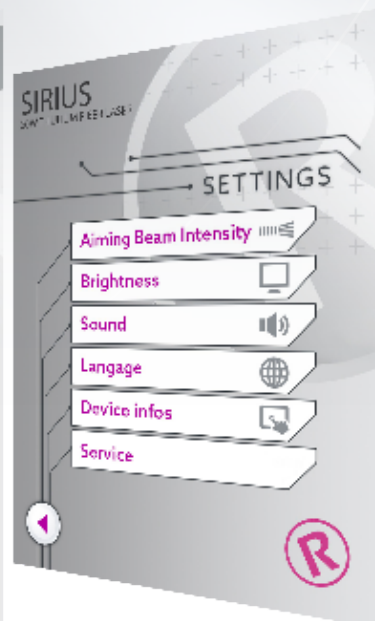 SIRIUS
SETTINGS
Aiming Beam Intensity
Brightness
Sound
Langage
Device infos
Service
R